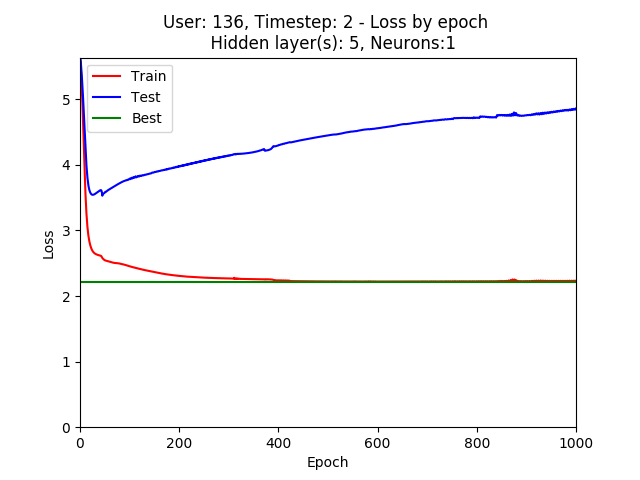 User: 136, Timestep: 2 - Loss by epoch
Hidden layer(s): 5, Neurons:1
Train
Test
Best
5
4
3
2
1
0
Loss
0 200 400 600 800 1000
Epoch